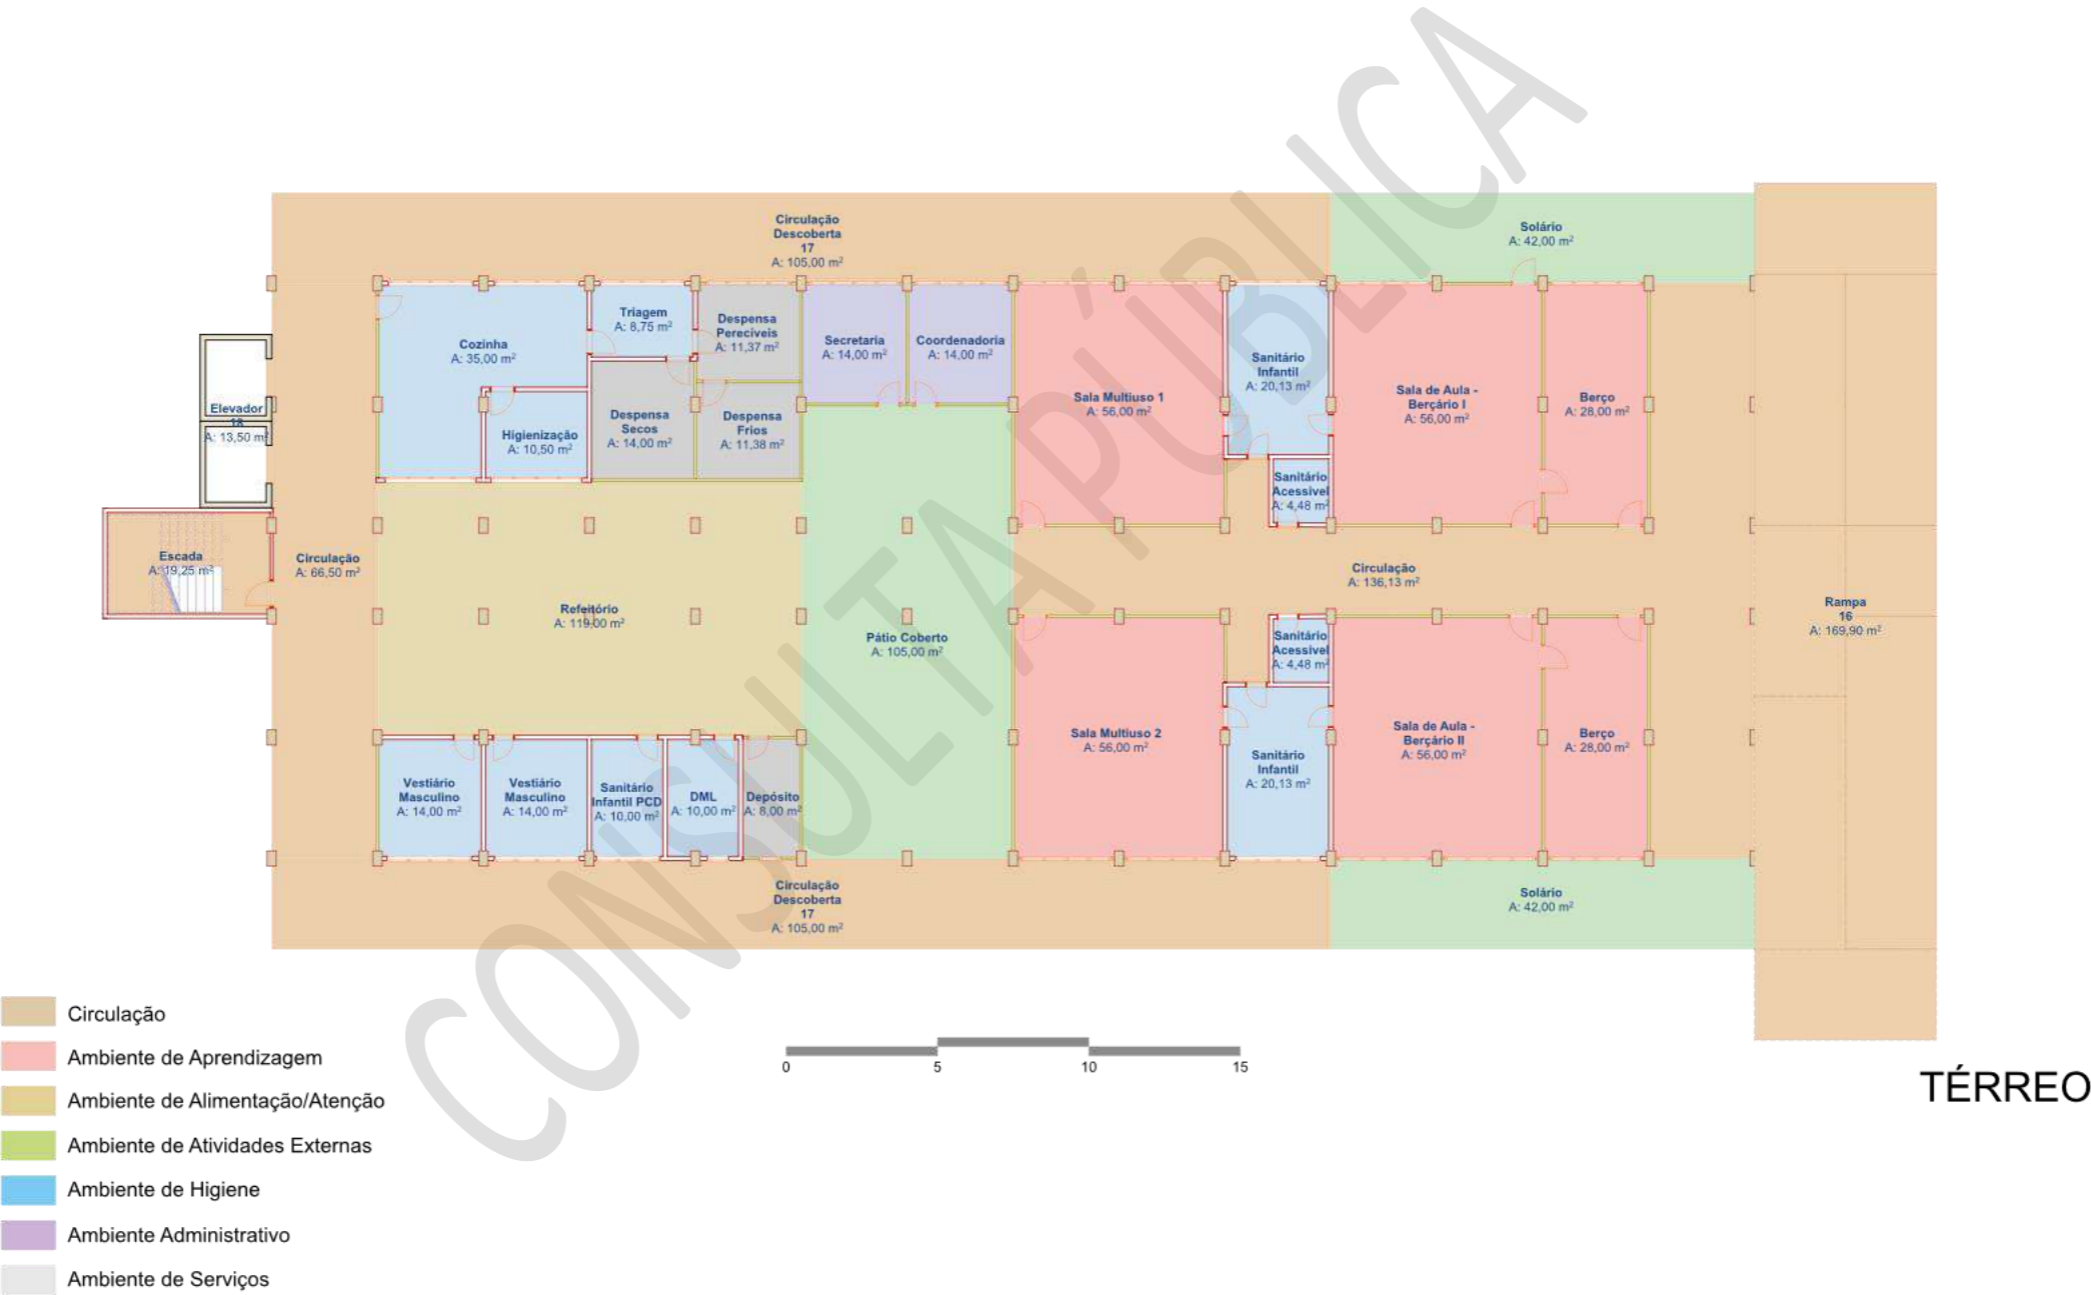 Circulação
Descoberta
17
A: 105,00 m²
Solário
A: 42,00 m²
Cozinha
A: 35,00 m²
Triagem
A: 8,75 m²
Despensa
Perecíveis
A: 11,37 m²
Secretaria
A: 14,00 m²
Coordenadoria
A: 14,00 m²
Sala Multiuso 1
A: 56,00 m²
Sanitário
Infantil
A: 20,13 m²
Sala de Aula -
Berçário I
A: 56,00 m²
Berço
A: 28,00 m²
Elevador
18
A: 13,50 m²
Higienização
A: 10,50 m²
Despensa
Secos
A: 14,00 m²
Despensa
Frios
A: 11,38 m²
Sanitário
Acessivel
A: 4,48 m²
Escada
A: 19,25 m²
Circulação
A: 66,50 m²
Refeitório
A: 119,00 m²
Pátio Coberto
A: 105,00 m²
Circulação
A: 136,13 m²
Rampa
16
A: 169,90 m²
Sanitário
Acessivel
A: 4,48 m²
Sala Multiuso 2
A: 56,00 m²
Sanitário
Infantil
A: 20,13 m²
Sala de Aula -
Berçário II
A: 56,00 m²
Berço
A: 28,00 m²
Vestiário
Masculino
A: 14,00 m²
Vestiário
Masculino
A: 14,00 m²
Sanitário
Infantil PCD
A: 10,00 m²
DML
A: 10,00 m²
Depósito
A: 8,00 m²
Circulação
Descoberta
17
A: 105,00 m²
Solário
A: 42,00 m²
CONSULTA PÚBLICA
Circulação
Ambiente de Aprendizagem
Ambiente de Alimentação/Atenção
Ambiente de Atividades Externas
Ambiente de Higiene
Ambiente Administrativo
Ambiente de Serviços
0 5 10 15
TÉRREO